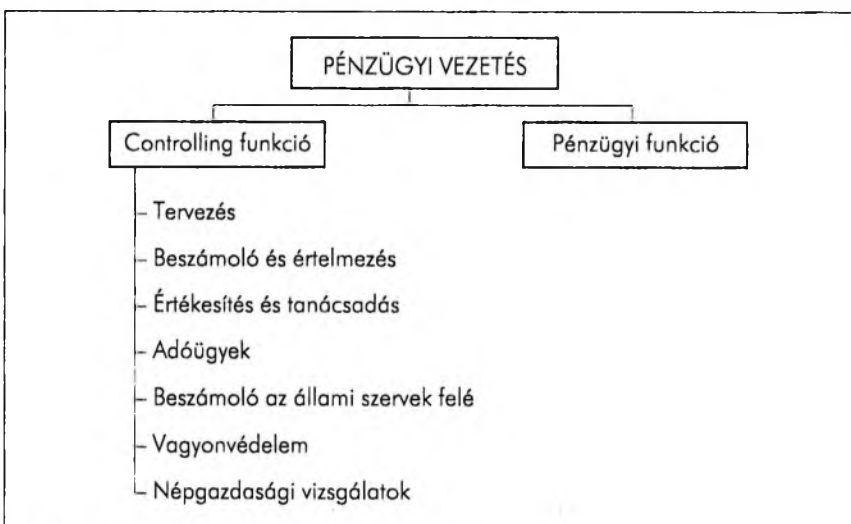 PÉNZÜGYI VEZETÉS
Controlling funkció
Pénzügyi funkció
– Tervezés
– Beszámoló és értelmezés
– Értékesítés és tanácsadás
– Adóügyek
– Beszámoló az állami szervek felé
– Vagyonvédelem
– Népgazdasági vizsgálatok